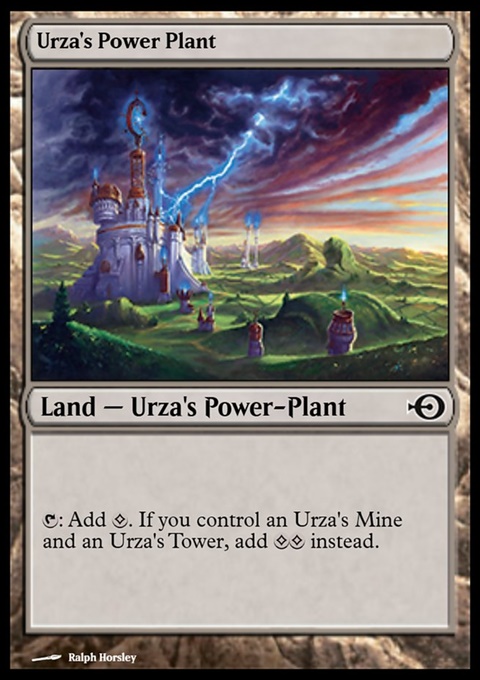 Urza's Power Plant
Land — Urza's Power-Plant
: Add . If you control an Urza's Mine
and an Urza's Tower, add instead.
Ralph Horsley